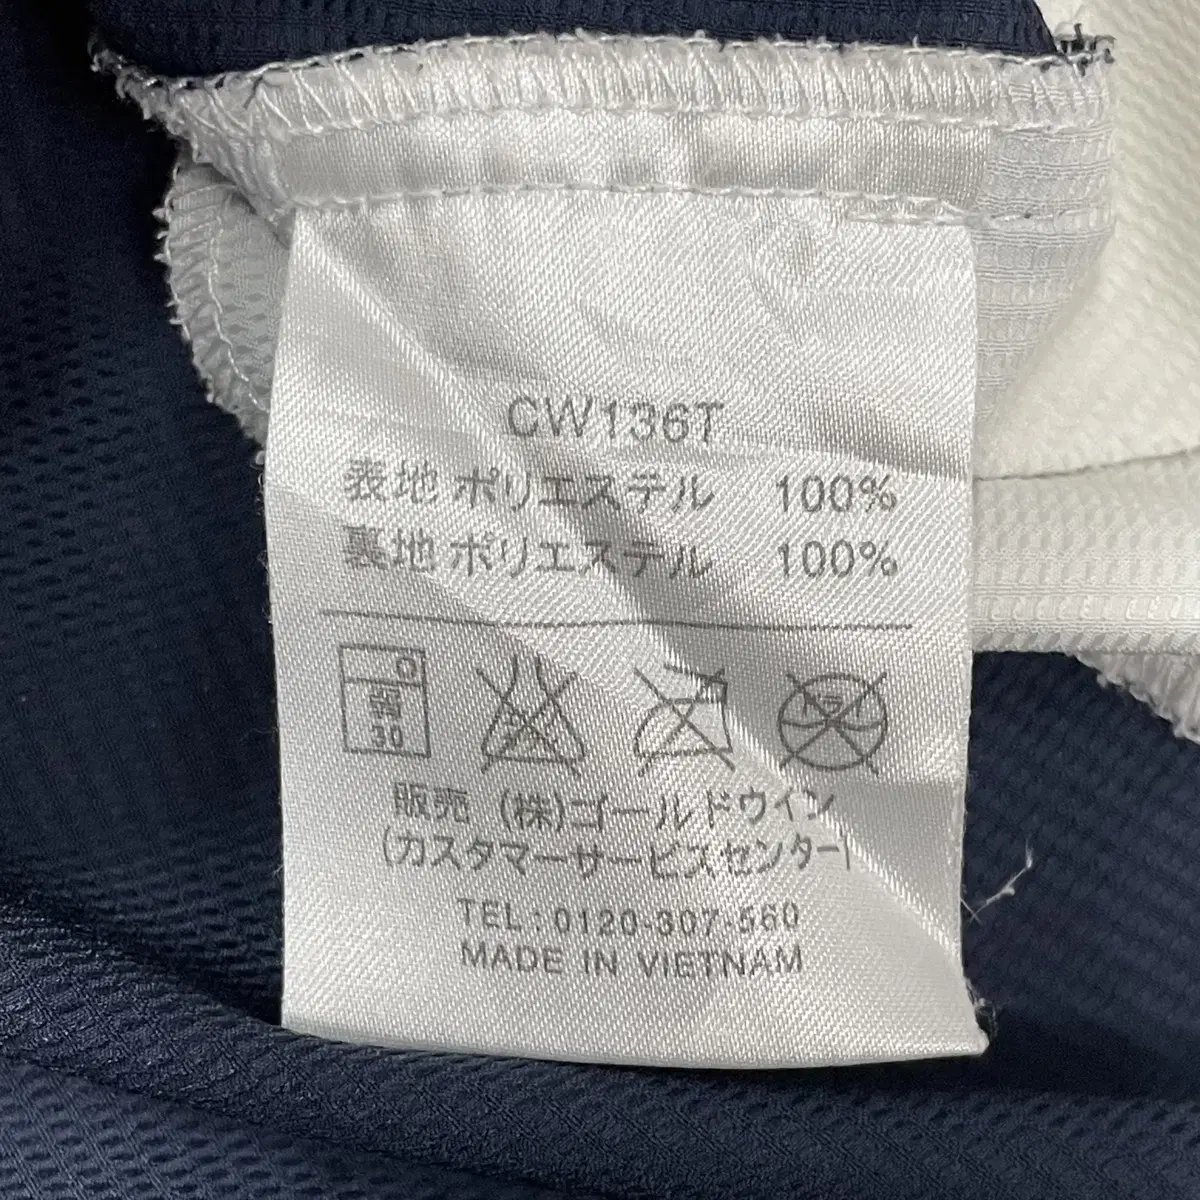 CW136T
表地 ポリエステル 100%
裏地 ポリエステル 100%
30
販売 (株)ゴールドウイン
(カスタマーサービスセンター)
TEL:0120-307-560
MADE IN VIETNAM